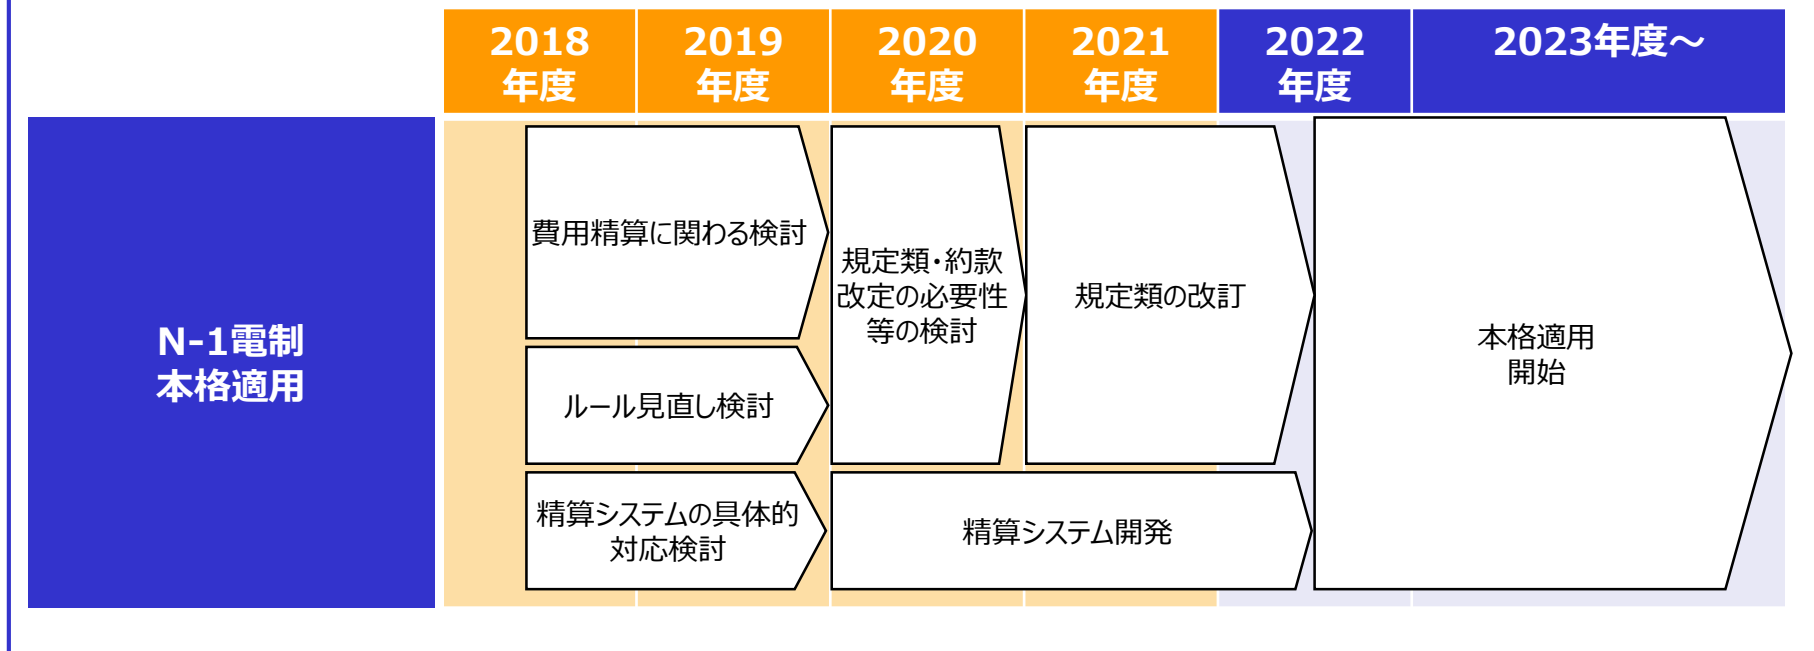 2018
年度
2019
年度
2020
年度
2021
年度
2022
年度
2023年度～
N-1電制
本格適用
費用精算に関わる検討
ルール見直し検討
精算システムの具体的
対応検討
規定類・約款
改定の必要性
等の検討
規定類の改訂
精算システム開発
本格適用
開始